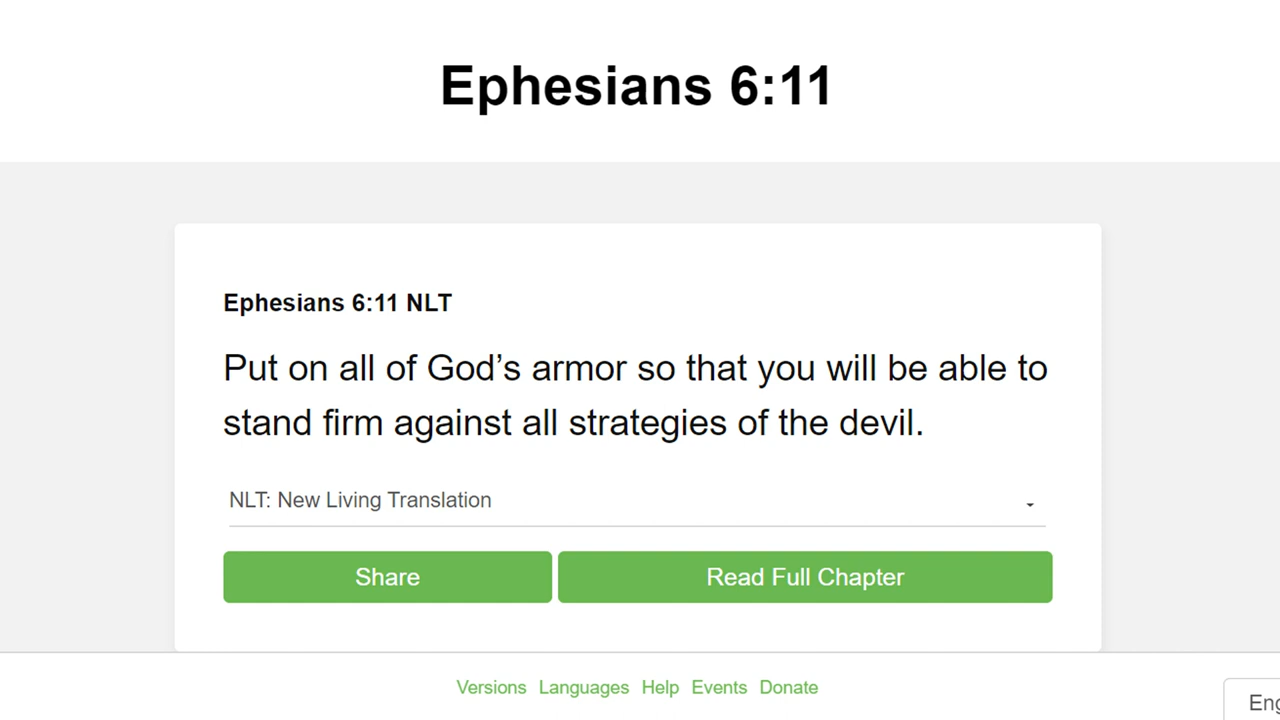 Ephesians 6:11
Ephesians 6:11 NLT
Put on all of God’s armor so that you will be able to
stand firm against all strategies of the devil.
NLT: New Living Translation
Share Read Full Chapter
Versions Languages Help Events Donate